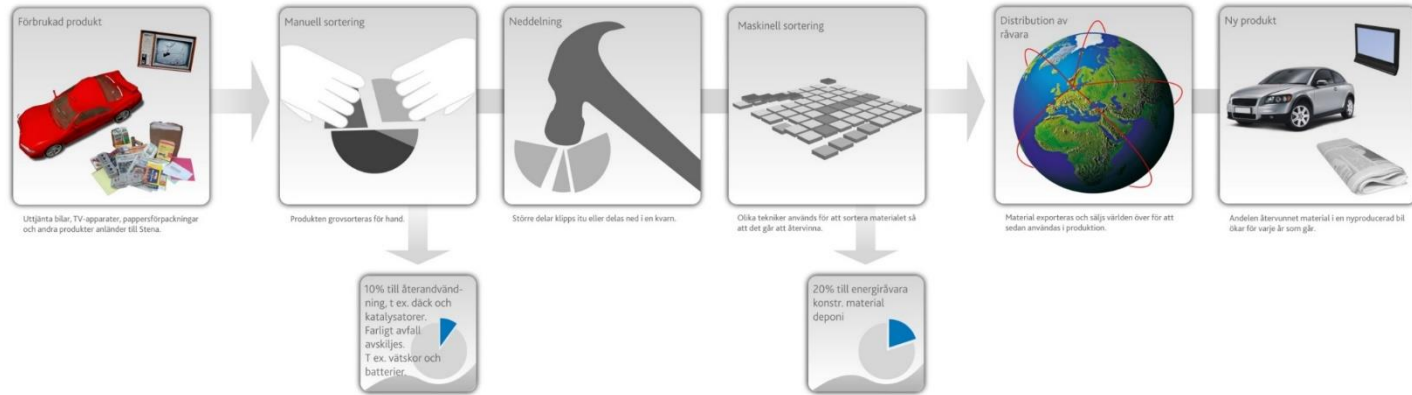 Förbrukad produkt
Uttjänta bilar, TV-apparater, pappersförpackningar
och andra produkter anländer till Stena.
Manuell sortering
Produkten grovsorteras för hand.
10% till återandvänd-
ning, t ex. däck och
katalysatorer.
Farligt avfall
avskiljes.
T ex. vätskor och
batterier.
Neddelning
Större delar klipps itu eller delas ned i en kvarn.
Maskinell sortering
Olika tekniker används för att sortera materialet så
att det går att återvinna.
20% till energiråvara
konstr. material
deponi
Distribution av
råvara
Material exporteras och säljs världen över för att
sedan användas i produktion.
Ny produkt
Andelen återvunnet material i en nyproducerad bil
ökar för varje år som går.